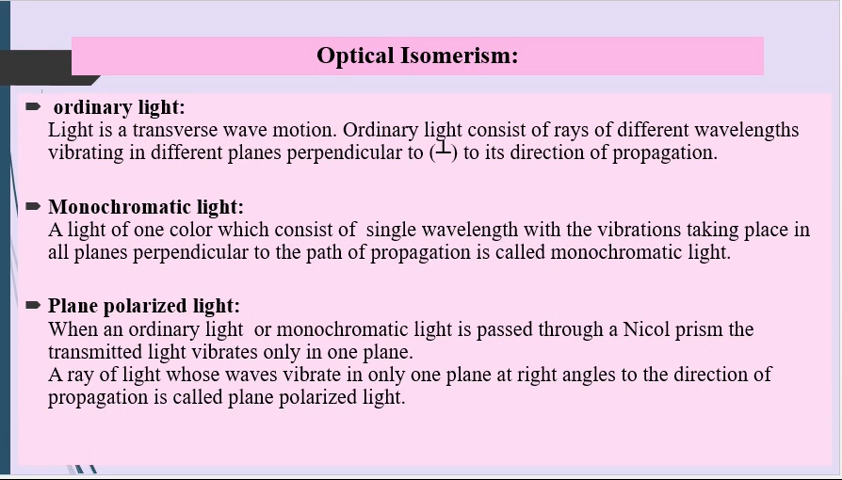 Optical Isomerism:
ordinary light:
Light is a transverse wave motion. Ordinary light consist of rays of different wavelengths
vibrating in different planes perpendicular to (⊥) to its direction of propagation.
Monochromatic light:
A light of one color which consist of  single wavelength with the vibrations taking place in
all planes perpendicular to the path of propagation is called monochromatic light.
Plane polarized light:
When an ordinary light  or monochromatic light is passed through a Nicol prism the
transmitted light vibrates only in one plane.
A ray of light whose waves vibrate in only one plane at right angles to the direction of
propagation is called plane polarized light.